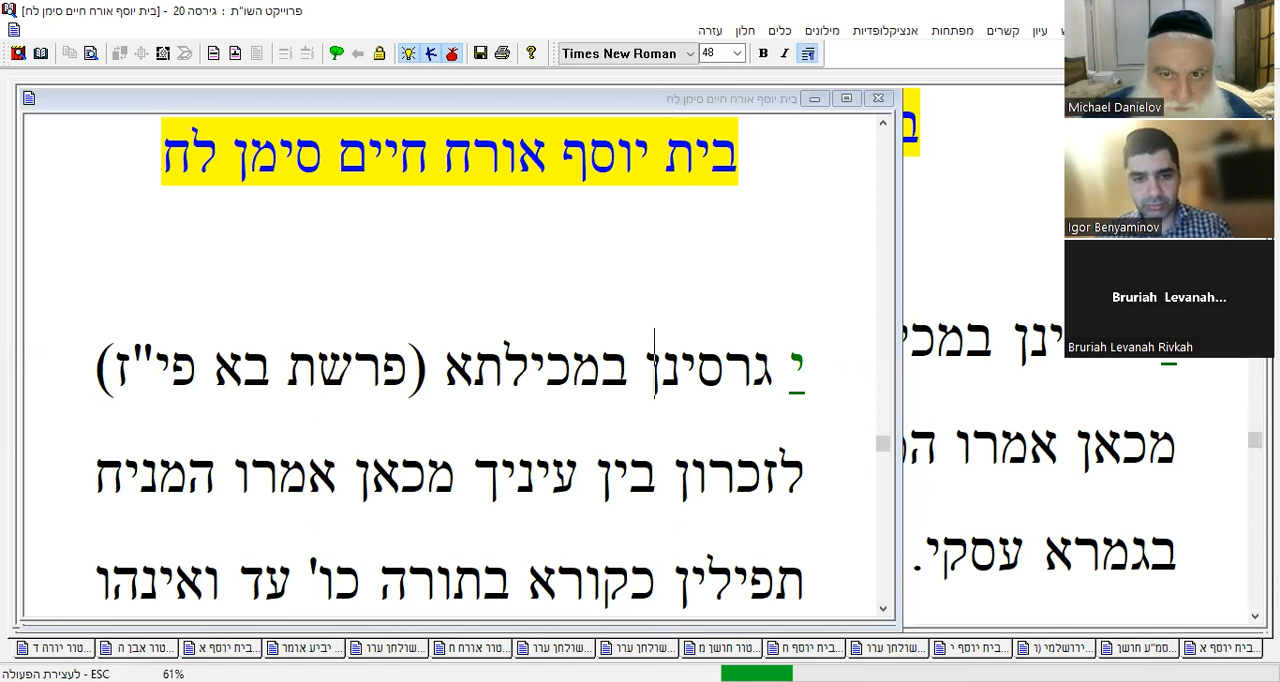 פרוייקט השו"ת : גירסה 20 - [בית יוסף אורח חיים סימן לח]
עיון קשרים מפתחות אנציקלופדיות מילונים כלים חלון עזרה
Times New Roman 48 B I
בית יוסף אורח חיים סימן לח
בית יוסף אורח חיים סימן לח
י גרסינן במכילתא (פרשת בא פי"ז)
לזכרון בין עיניך מכאן אמרו המניח
תפילין כקורא בתורה כו' עד ואינהו
מכאן אמרו
בגמרא עסקי.
Michael Danielov
Igor Benyaminov
Bruriah Levanah...
Bruriah Levanah Rivkah
בית יוסף א... סמ"ע חושן... ירושלמי (ו... בית יוסף י... שולחן ערו... בית יוסף ח... טור חושן מ... שולחן ערו... שולחן ערו... טור אורח ח... שולחן ערו... יביע אומר... בית יוסף א... טור אבן ה... טור יורה ד...
61% ESC - לעצירת הפעולה